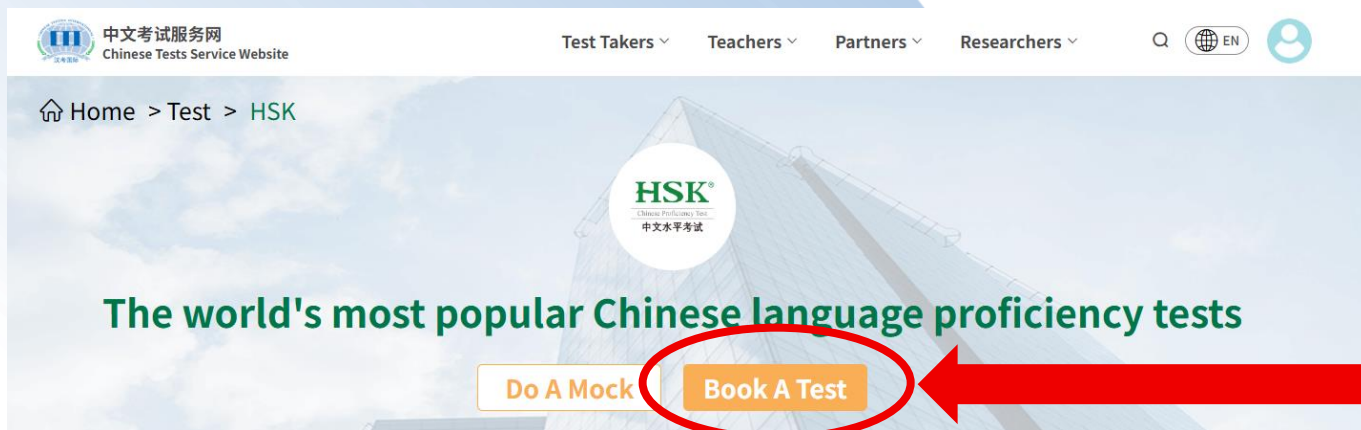 中文考试服务网
Chinese Tests Service Website
Test Takers
Teachers
Partners
Researchers
EN
Home > Test > HSK
HSK®
Chinese Proficiency Test
中文水平考试
The world's most popular Chinese language proficiency tests
Do A Mock
Book A Test